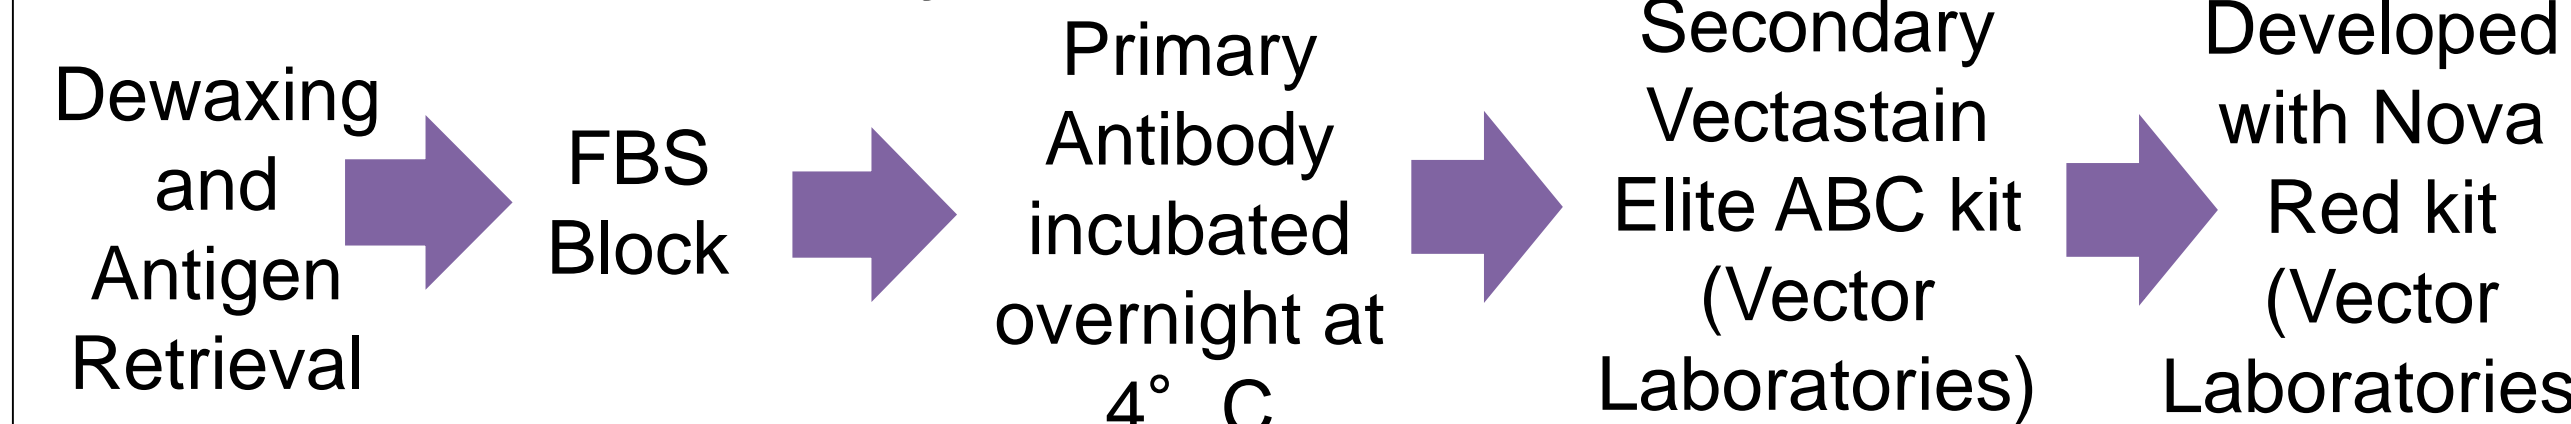 Dewaxing
and
Antigen
Retrieval
FBS
Block
Primary
Antibody
incubated
overnight at
4° C
Secondary
Vectastain
Elite ABC kit
(Vector
Laboratories)
Developed
with Nova
Red kit
(Vector
Laboratories